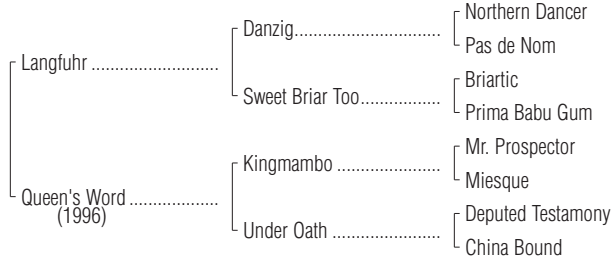 Northern Dancer
Danzig................................
Pas de Nom
Langfuhr ............................
Briartic
Sweet Briar Too..................
Prima Babu Gum
Mr. Prospector
Kingmambo .......................
Miesque
Queen's Word ....................
(1996)
Deputed Testamony
Under Oath ........................
China Bound